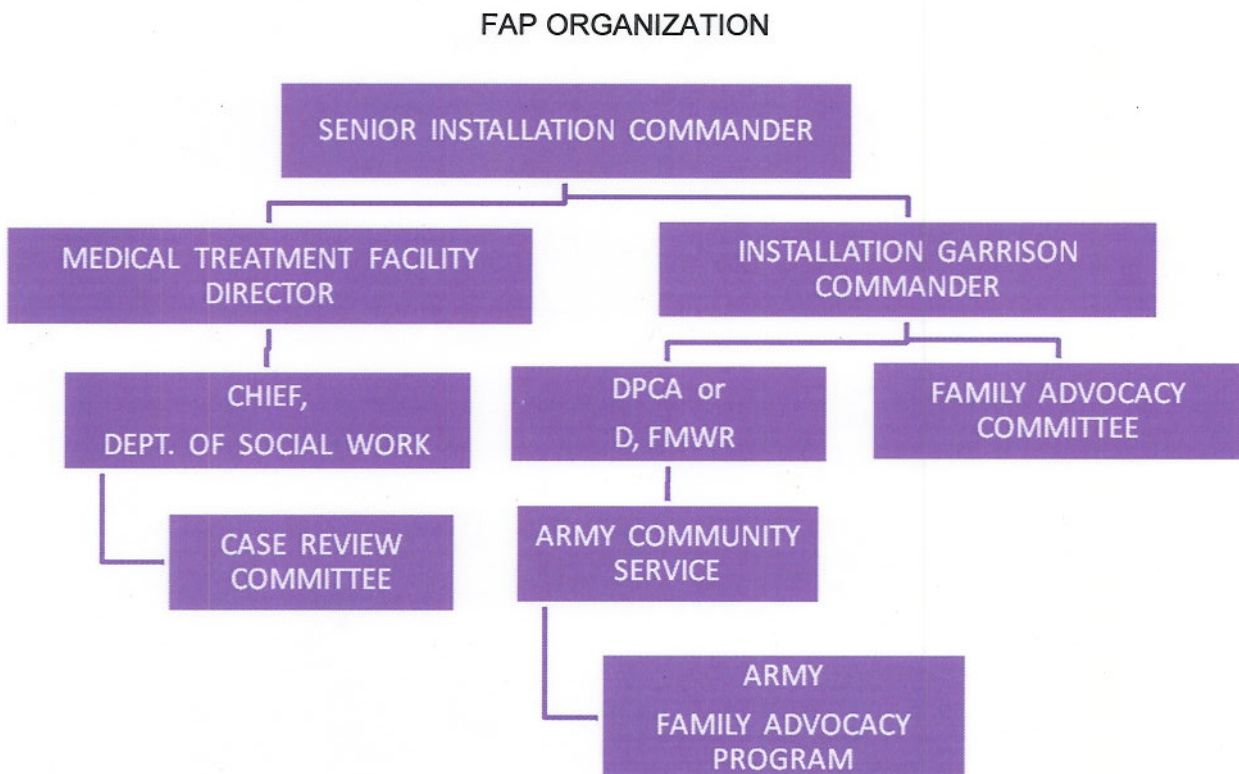 FAP ORGANIZATION
SENIOR INSTALLATION COMMANDER
MEDICAL TREATMENT FACILITY
DIRECTOR
INSTALLATION GARRISON
COMMANDER
CHIEF,
DEPT. OF SOCIAL WORK
DPCA or
D, FMWR
FAMILY ADVOCACY
COMMITTEE
CASE REVIEW
COMMITTEE
ARMY COMMUNITY
SERVICE
ARMY
FAMILY ADVOCACY
PROGRAM